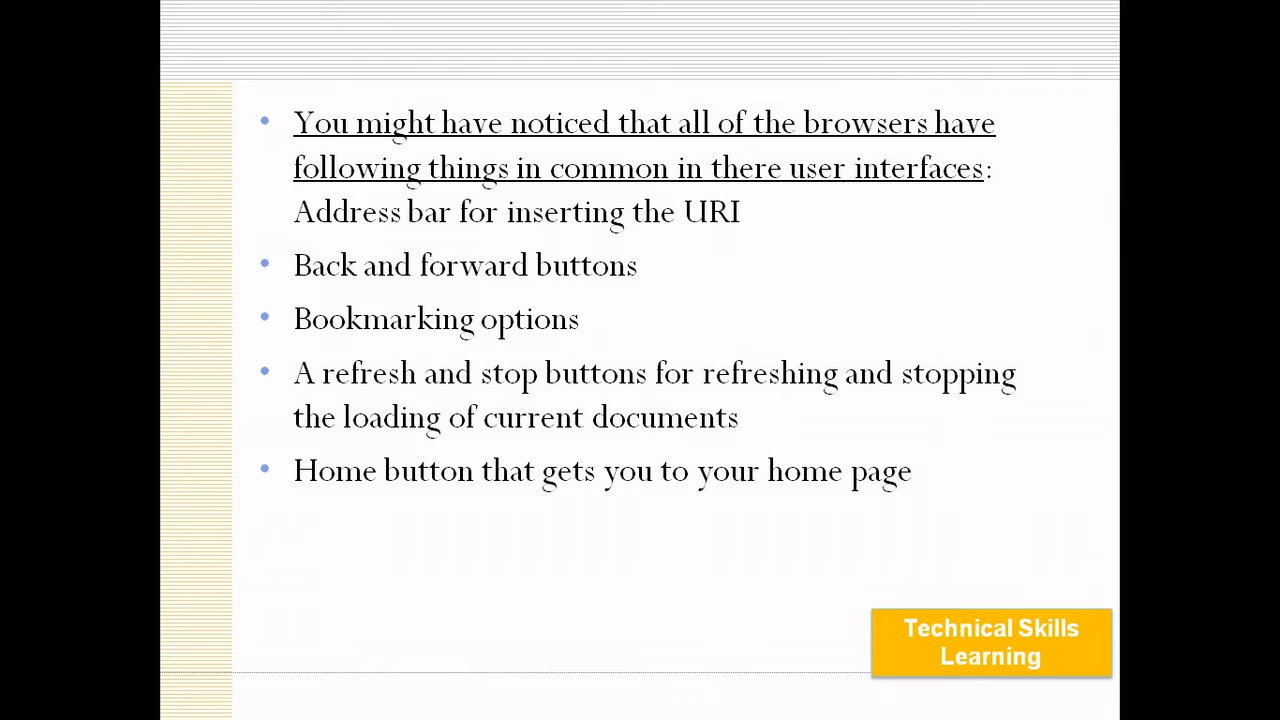 • You might have noticed that all of the browsers have
following things in common in there user interfaces:
Address bar for inserting the URI
• Back and forward buttons
• Bookmarking options
• A refresh and stop buttons for refreshing and stopping
the loading of current documents
• Home button that gets you to your home page
Technical Skills
Learning